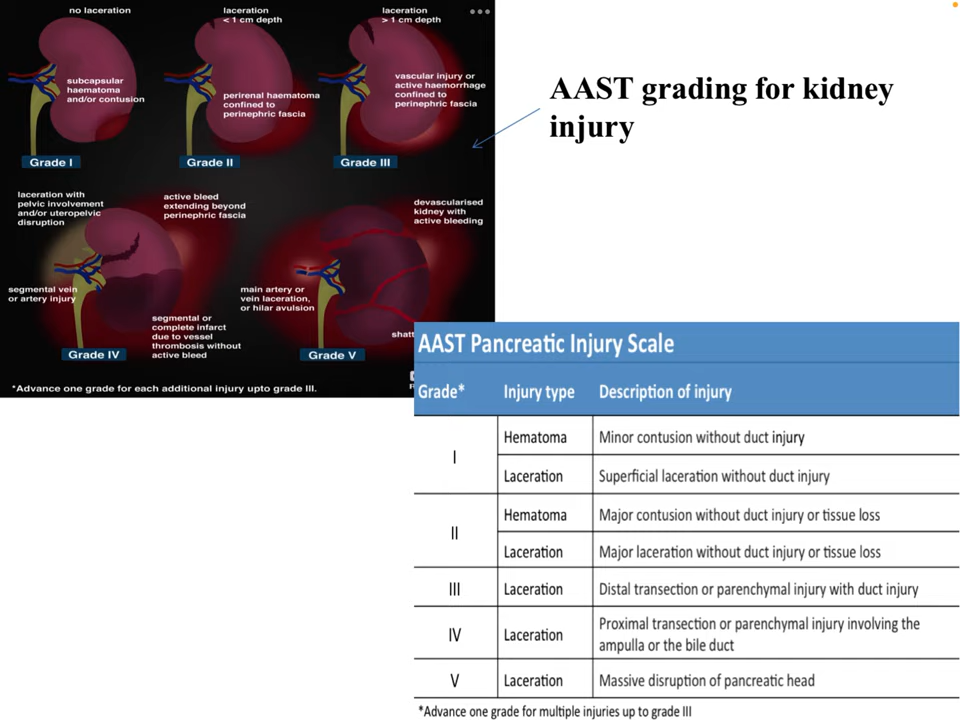 no laceration
laceration
< 1 cm depth
laceration
> 1 cm depth
subcapsular
haematoma
and/or contusion
perirenal haematoma
confined to
perinephric fascia
vascular injury or
active haemorrhage
confined to
perinephric fascia
Grade I
Grade II
Grade III
AAST grading for kidney
injury
laceration with
pelvic involvement
and/or uteropelvic
disruption
active bleed
extending beyond
perinephric fascia
devascularised
kidney with
active bleeding
segmental vein
or artery injury
segmental or
complete infarct
due to vessel
thrombosis without
active bleed
main artery or
vein laceration,
or hilar avulsion
shatt
Grade IV
Grade V
*Advance one grade for each additional injury upto grade III.
AAST Pancreatic Injury Scale
Grade* Injury type Description of injury
I
Hematoma Minor contusion without duct injury
Laceration Superficial laceration without duct injury
II
Hematoma Major contusion without duct injury or tissue loss
Laceration Major laceration without duct injury or tissue loss
III Laceration Distal transection or parenchymal injury with duct injury
IV Laceration Proximal transection or parenchymal injury involving the
ampulla or the bile duct
V Laceration Massive disruption of pancreatic head
*Advance one grade for multiple injuries up to grade III